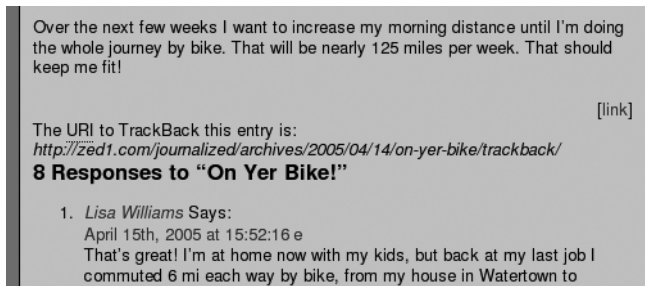 Over the next few weeks I want to increase my morning distance until I'm doing
the whole journey by bike. That will be nearly 125 miles per week. That should
keep me fit!
[link]
The URI to TrackBack this entry is:
http://zed1.com/journalized/archives/2005/04/14/on-yer-bike/trackback/
8 Responses to “On Yer Bike!”
1. Lisa Williams Says:
April 15th, 2005 at 15:52:16 e
That's great! I'm at home now with my kids, but back at my last job I
commuted 6 mi each way by bike, from my house in Watertown to